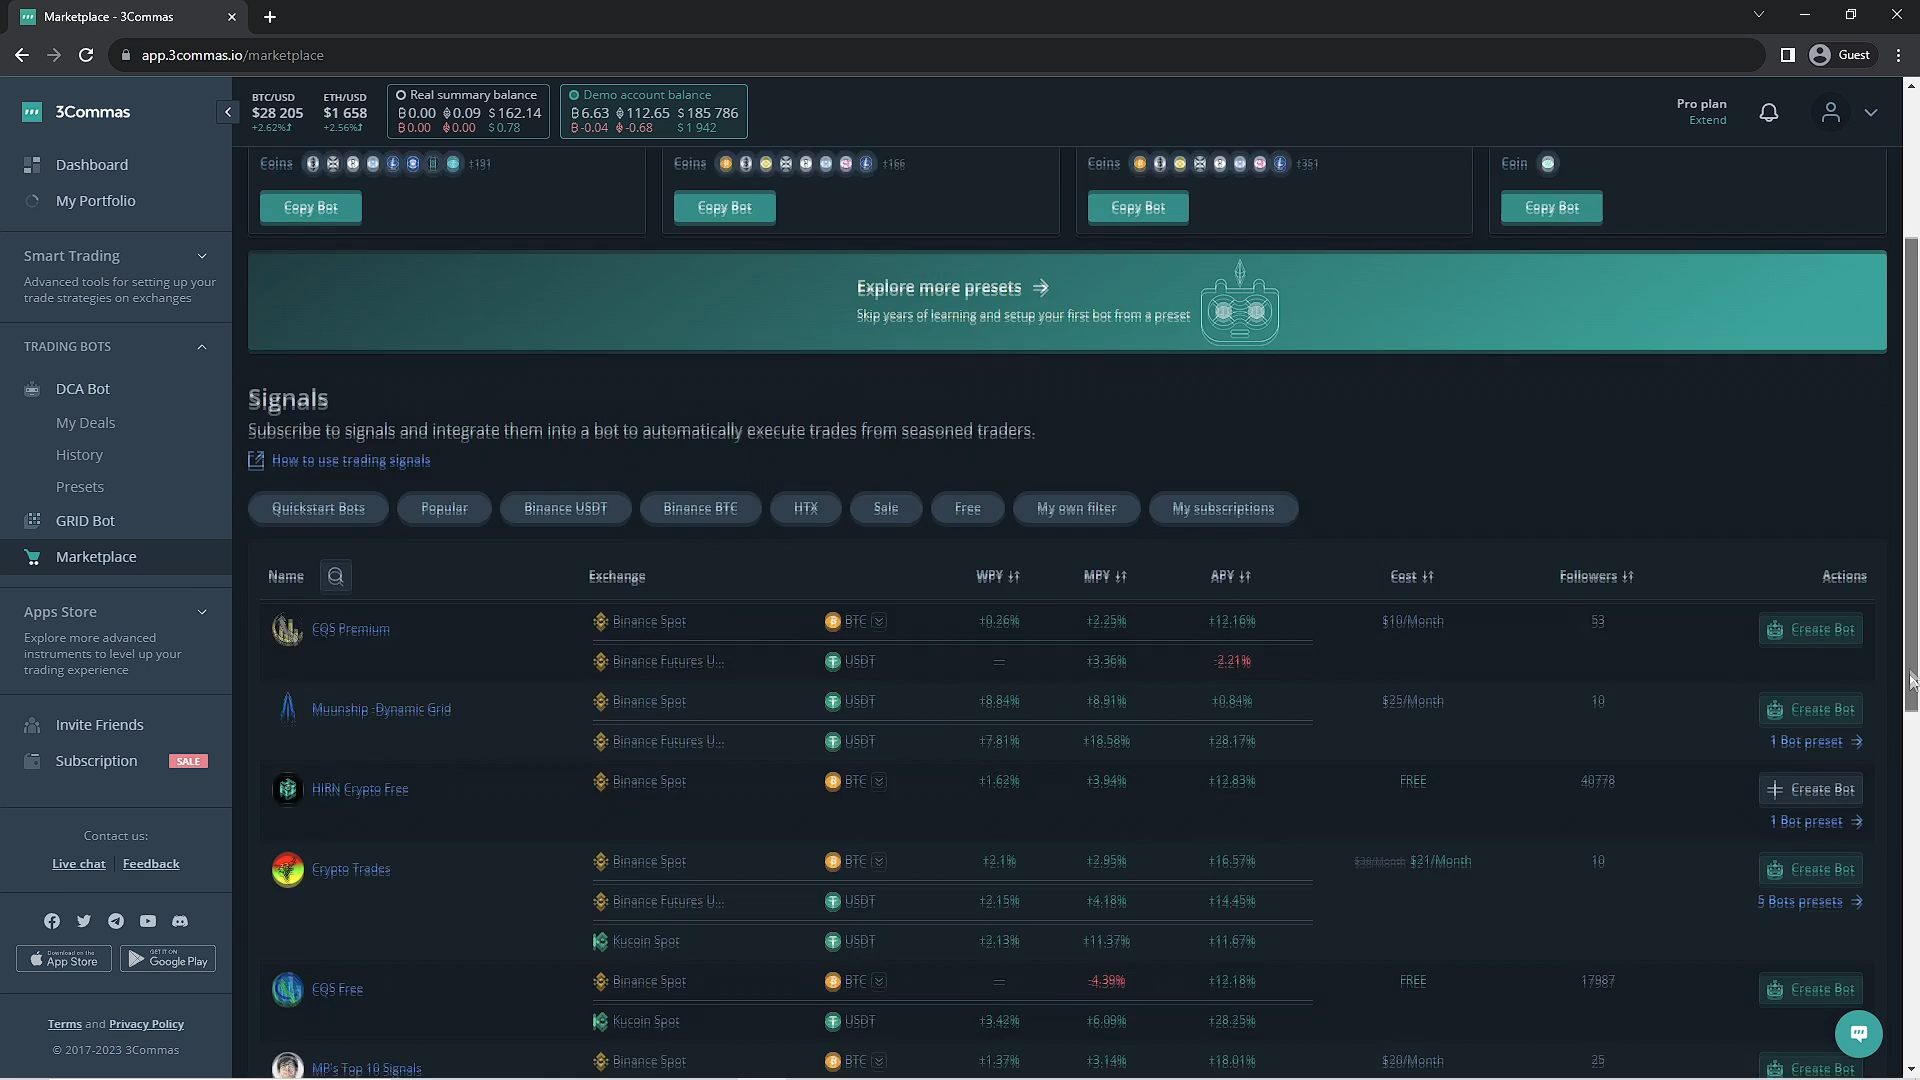 Marketplace - 3Commas
app.3commas.io/marketplace
Guest
3Commas
BTC/USD
$28 205
+2.62%
ETH/USD
$1 658
+2.56%
Real summary balance
₿0.00 0.09 $162.14
₿0.00 0.00 $0.78
Demo account balance
₿6.63 112.65 $185 786
₿-0.04 -0.68 $1 942
Pro plan
Extend
Dashboard
My Portfolio
Smart Trading
Advanced tools for setting up your
trade strategies on exchanges
TRADING BOTS
DCA Bot
My Deals
History
Presets
GRID Bot
Marketplace
Apps Store
Explore more advanced
instruments to level up your
trading experience
Invite Friends
Subscription SALE
Contact us:
Live chat Feedback
Download on the
App Store
GET IT ON
Google Play
Terms and Privacy Policy
© 2017-2023 3Commas
Coins +191
Copy Bot
Coins +166
Copy Bot
Coins +351
Copy Bot
Coin
Copy Bot
Explore more presets
Skip years of learning and setup your first bot from a preset
Signals
Subscribe to signals and integrate them into a bot to automatically execute trades from seasoned traders.
How to use trading signals
Quickstart Bots Popular Binance USDT Binance BTC HTX Sale Free My own filter My subscriptions
Name Exchange WPY MPY APY Cost Followers Actions
CQS Premium Binance Spot BTC +0.26% +2.25% +12.16% $10/Month 53 Create Bot
Binance Futures U... USDT — +3.36% -2.21%
Muunship -Dynamic Grid Binance Spot USDT +8.84% +8.91% +0.84% $25/Month 10 Create Bot
Binance Futures U... USDT +7.81% +18.58% +28.17% 1 Bot preset
HIRN Crypto Free Binance Spot BTC +1.62% +3.94% +12.83% FREE 40778 Create Bot
1 Bot preset
Crypto Trades Binance Spot BTC +2.1% +2.95% +16.57% $30/Month $21/Month 10 Create Bot
Binance Futures U... USDT +2.15% +4.18% +14.45% 5 Bots presets
Kucoin Spot USDT +2.13% +11.37% +11.67%
CQS Free Binance Spot BTC — -4.39% +12.18% FREE 17987 Create Bot
Kucoin Spot USDT +3.42% +6.09% +28.25%
MP's Top 10 Signals Binance Spot BTC +1.37% +3.14% +18.01% $20/Month 25 Create Bot